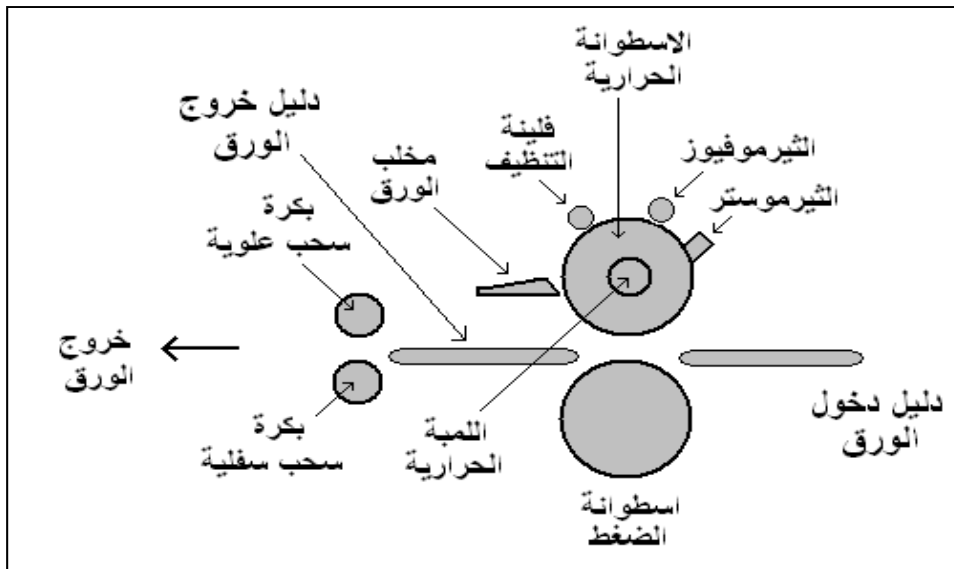 الاسطوانة
الحرارية
دليل خروج
الورق
فلينة
التنظيف
الثيرموفيوز
مخلب
الورق
الثيرموستر
بكرة
سحب علوية
خروج
الورق
دليل دخول
الورق
بكرة
سحب سفلية
اللمبة
الحرارية
اسطوانة
الضغط